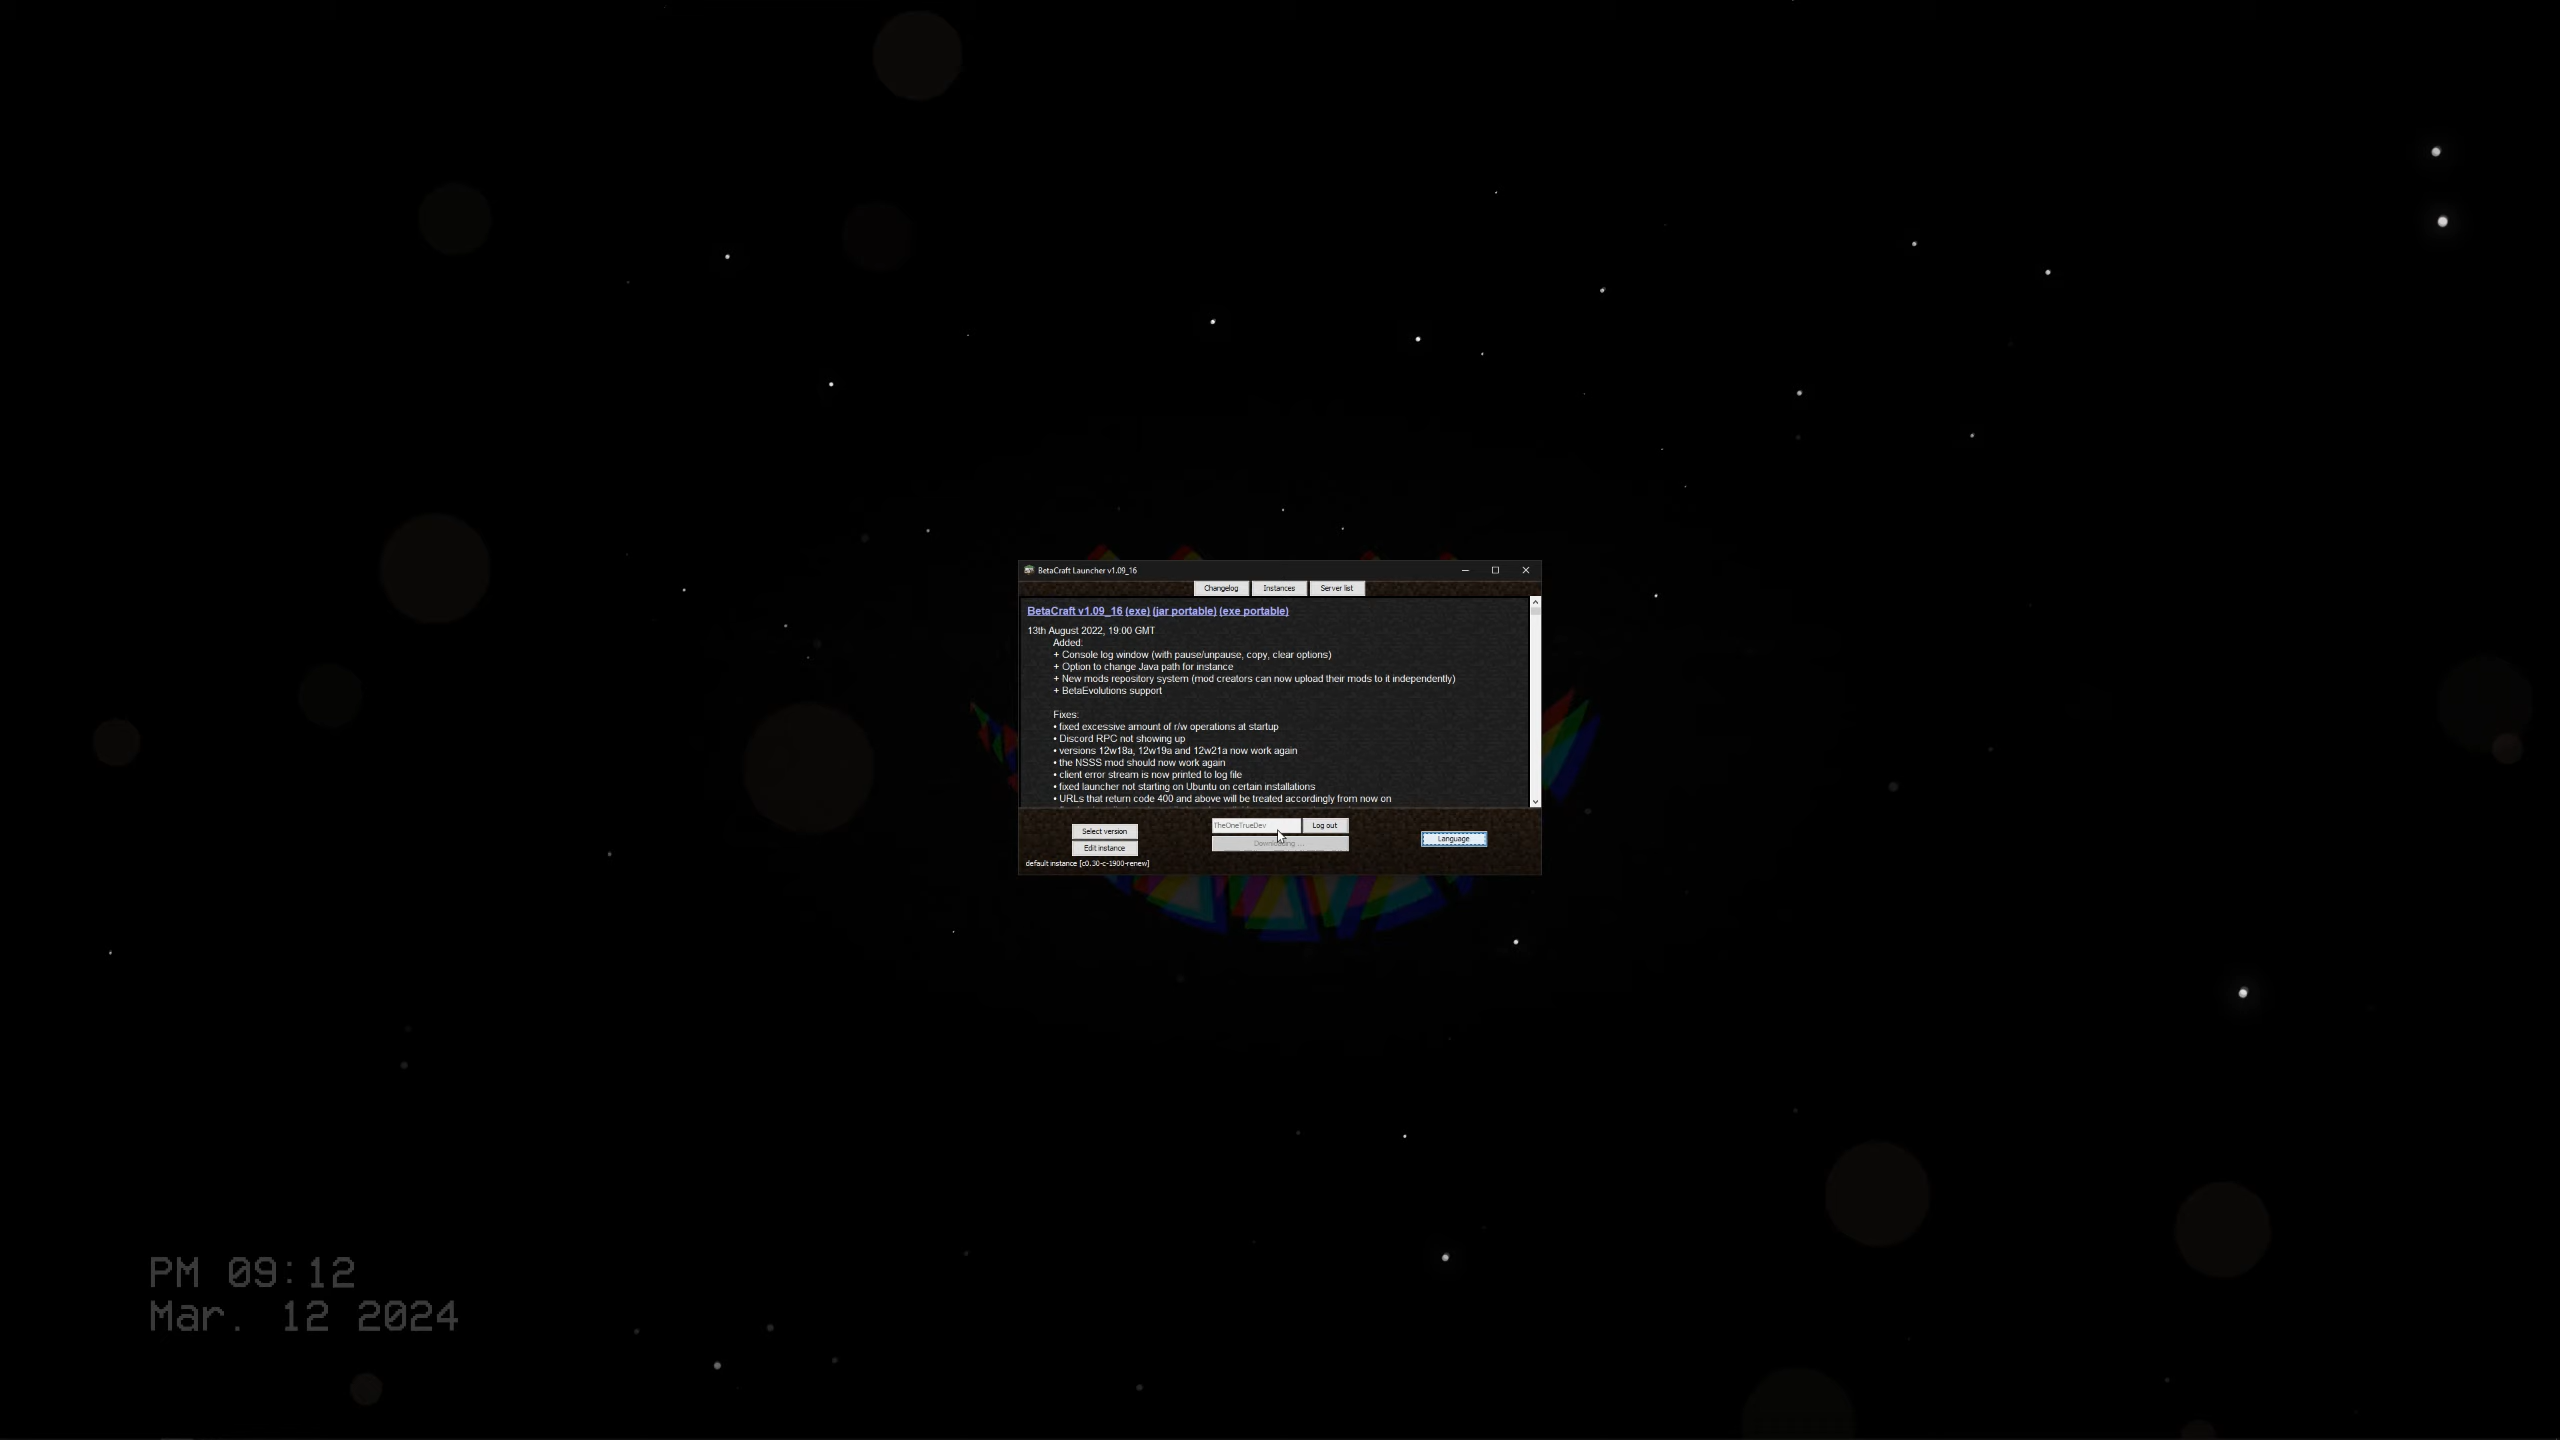 BetaCraft Launcher v1.09_16
Changelog
Instances
Server list
BetaCraft v1.09_16 (exe) (jar portable) (exe portable)
13th August 2022, 19:00 GMT
Added:
+ Console log window (with pause/unpause, copy, clear options)
+ Option to change Java path for instance
+ New mods repository system (mod creators can now upload their mods to it independently)
+ BetaEvolutions support
Fixes:
• fixed excessive amount of r/w operations at startup
• Discord RPC not showing up
• versions 12w18a, 12w19a and 12w21a now work again
• the NSSS mod should now work again
• client error stream is now printed to log file
• fixed launcher not starting on Ubuntu on certain installations
• URLs that return code 400 and above will be treated accordingly from now on
Select version
Edit instance
default instance [c0.30-c-1900-renew]
TheOneTrueDev
Log out
Downloading ...
Language
PM 09:12
Mar. 12 2024